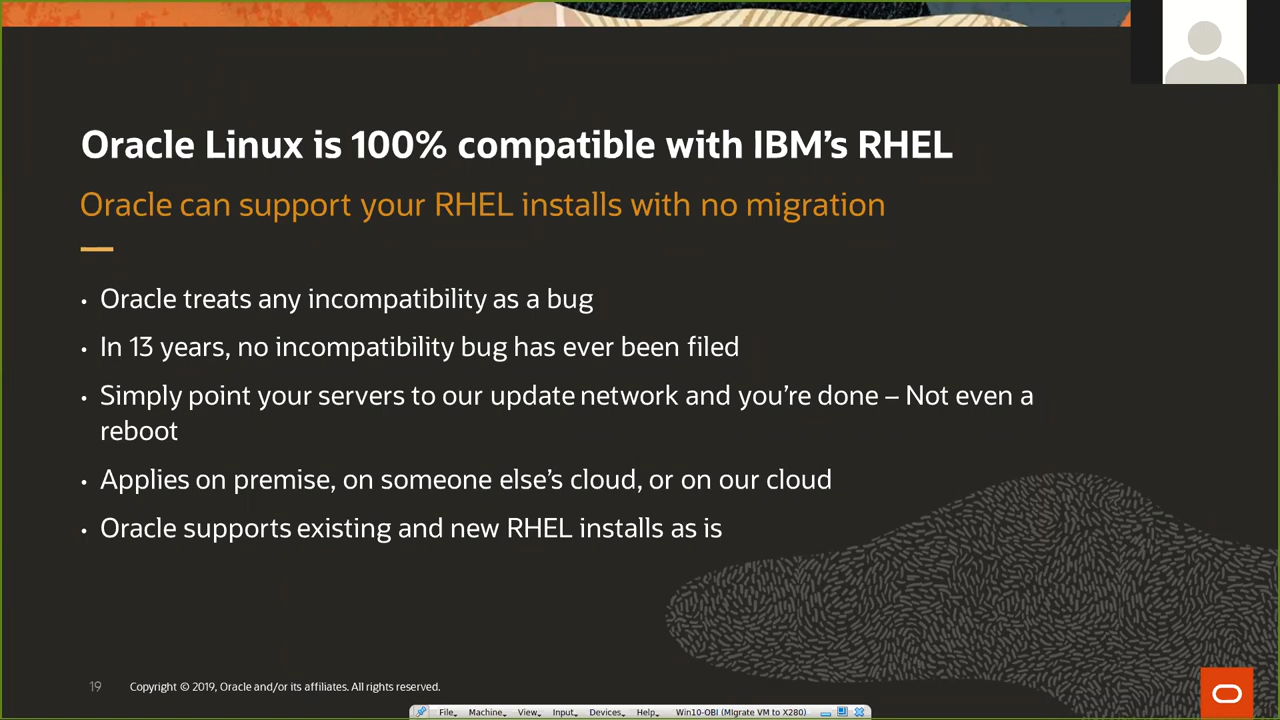 Oracle Linux is 100% compatible with IBM’s RHEL
Oracle can support your RHEL installs with no migration
• Oracle treats any incompatibility as a bug
• In 13 years, no incompatibility bug has ever been filed
• Simply point your servers to our update network and you’re done – Not even a
reboot
• Applies on premise, on someone else’s cloud, or on our cloud
• Oracle supports existing and new RHEL installs as is
19 Copyright © 2019, Oracle and/or its affiliates. All rights reserved.
File Machine View Input Devices Help Win10-OBI (MIgrate VM to X280)